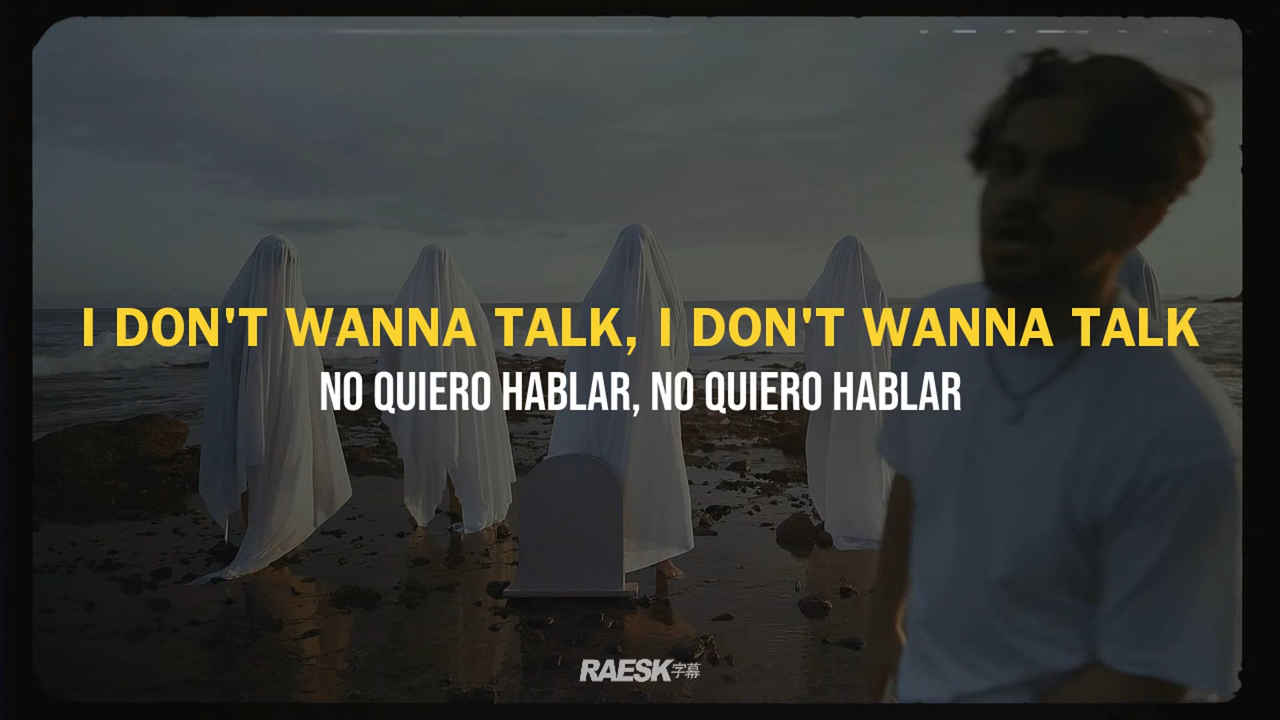 I DON'T WANNA TALK, I DON'T WANNA TALK
NO QUIERO HABLAR, NO QUIERO HABLAR
RAESK字幕